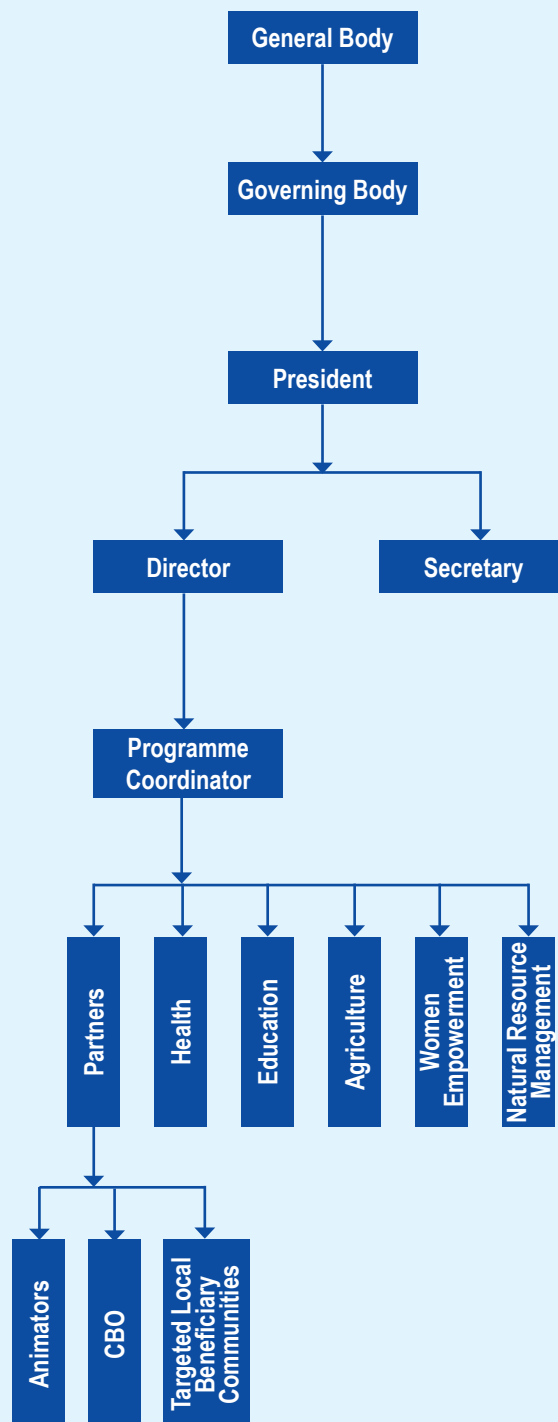 General Body
Governing Body
President
Director
Secretary
Programme
Coordinator
Partners
Health
Education
Agriculture
Women
Empowerment
Natural Resource
Management
Animators
CBO
Targeted Local
Beneficiary
Communities